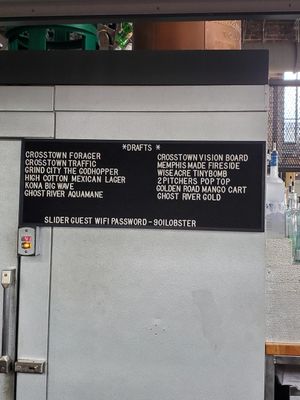 *DRAFTS *
CROSSTOWN FORAGER
CROSSTOWN TRAFFIC
GRIND CITY THE GODHOPPER
HIGH COTTON MEXICAN LAGER
KONA BIG WAVE
GHOST RIVER AQUAMANE
CROSSTOWN VISION BOARD
MEMPHIS MADE FIRESIDE
WISEACRE TINYBOMB
2PITCHERS POP TOP
GOLDEN ROAD MANGO CART
GHOST RIVER GOLD
SLIDER GUEST WIFI PASSWORD - 901LOBSTER